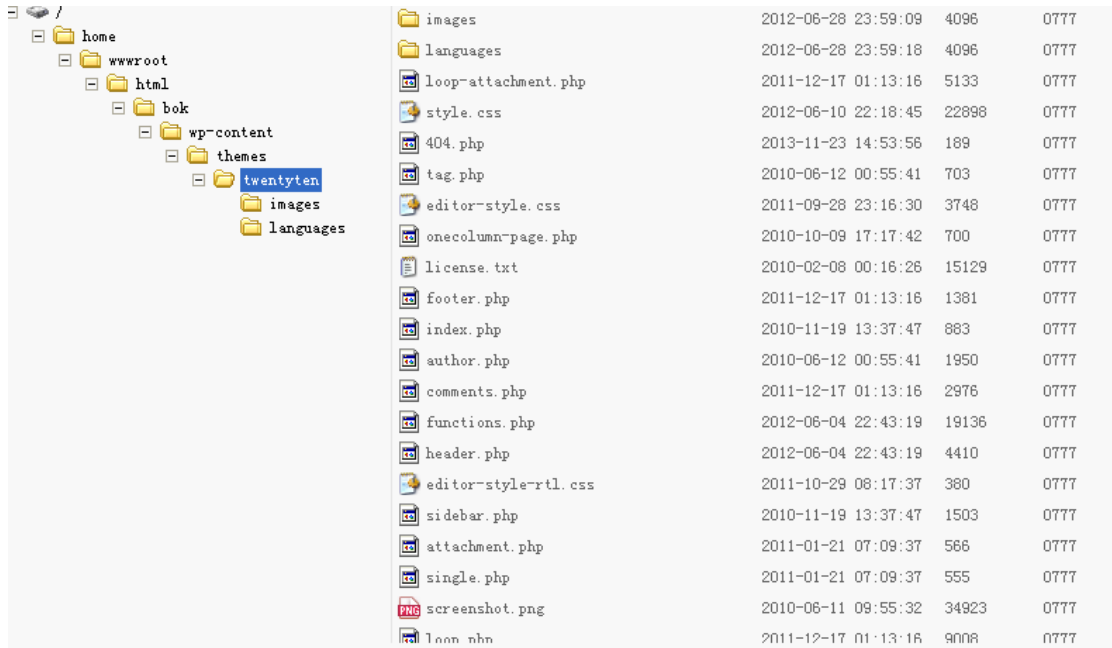 /
home
wwwroot
html
bok
wp-content
themes
twentyten
images
languages
images 2012-06-28 23:59:09 4096 0777
languages 2012-06-28 23:59:18 4096 0777
loop-attachment.php 2011-12-17 01:13:16 5133 0777
style.css 2012-06-10 22:18:45 22898 0777
404.php 2013-11-23 14:53:56 189 0777
tag.php 2010-06-12 00:55:41 703 0777
editor-style.css 2011-09-28 23:16:30 3748 0777
onecolumn-page.php 2010-10-09 17:17:42 700 0777
license.txt 2010-02-08 00:16:26 15129 0777
footer.php 2011-12-17 01:13:16 1381 0777
index.php 2010-11-19 13:37:47 883 0777
author.php 2010-06-12 00:55:41 1950 0777
comments.php 2011-12-17 01:13:16 2976 0777
functions.php 2012-06-04 22:43:19 19136 0777
header.php 2012-06-04 22:43:19 4410 0777
editor-style-rtl.css 2011-10-29 08:17:37 380 0777
sidebar.php 2010-11-19 13:37:47 1503 0777
attachment.php 2011-01-21 07:09:37 566 0777
single.php 2011-01-21 07:09:37 555 0777
PNG screenshot.png 2010-06-11 09:55:32 34923 0777
loop.php 2011-12-17 01:13:16 9008 0777